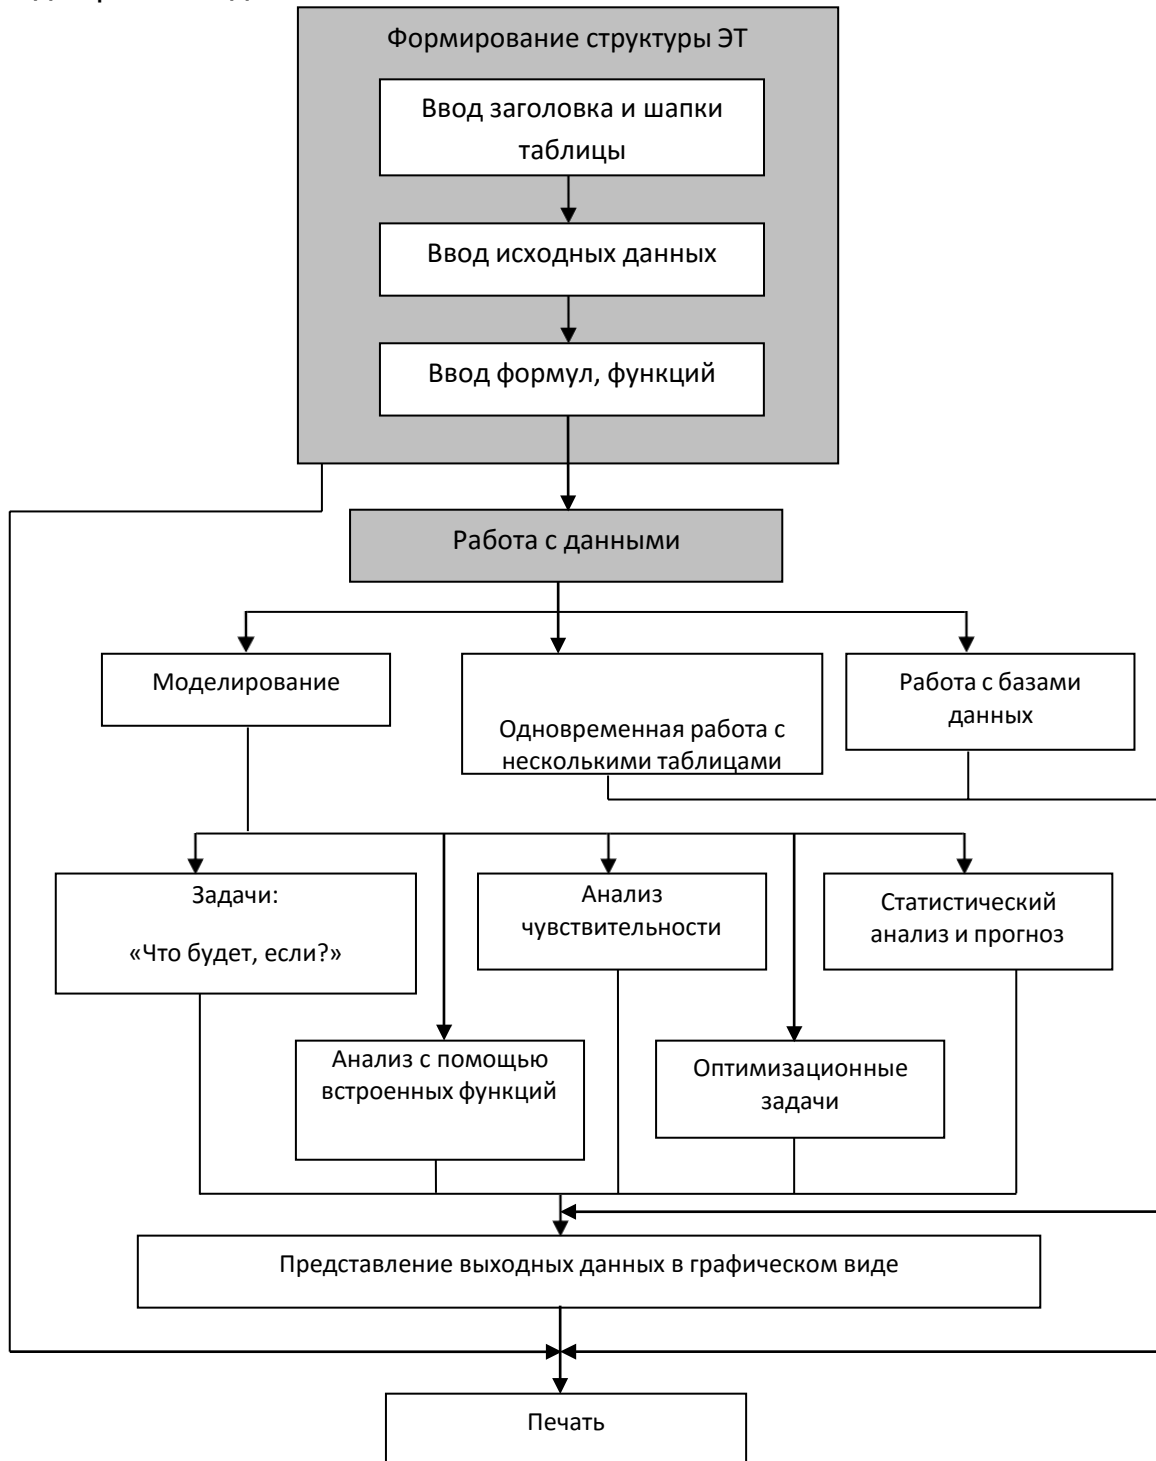 Формирование структуры ЭТ
Ввод заголовка и шапки
таблицы
Ввод исходных данных
Ввод формул, функций
Работа с данными
Моделирование
Одновременная работа с
несколькими таблицами
Работа с базами
данных
Задачи:
«Что будет, если?»
Анализ
чувствительности
Статистический
анализ и прогноз
Анализ с помощью
встроенных функций
Оптимизационные
задачи
Представление выходных данных в графическом виде
Печать